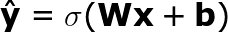 ŷ = σ(Wx + b)